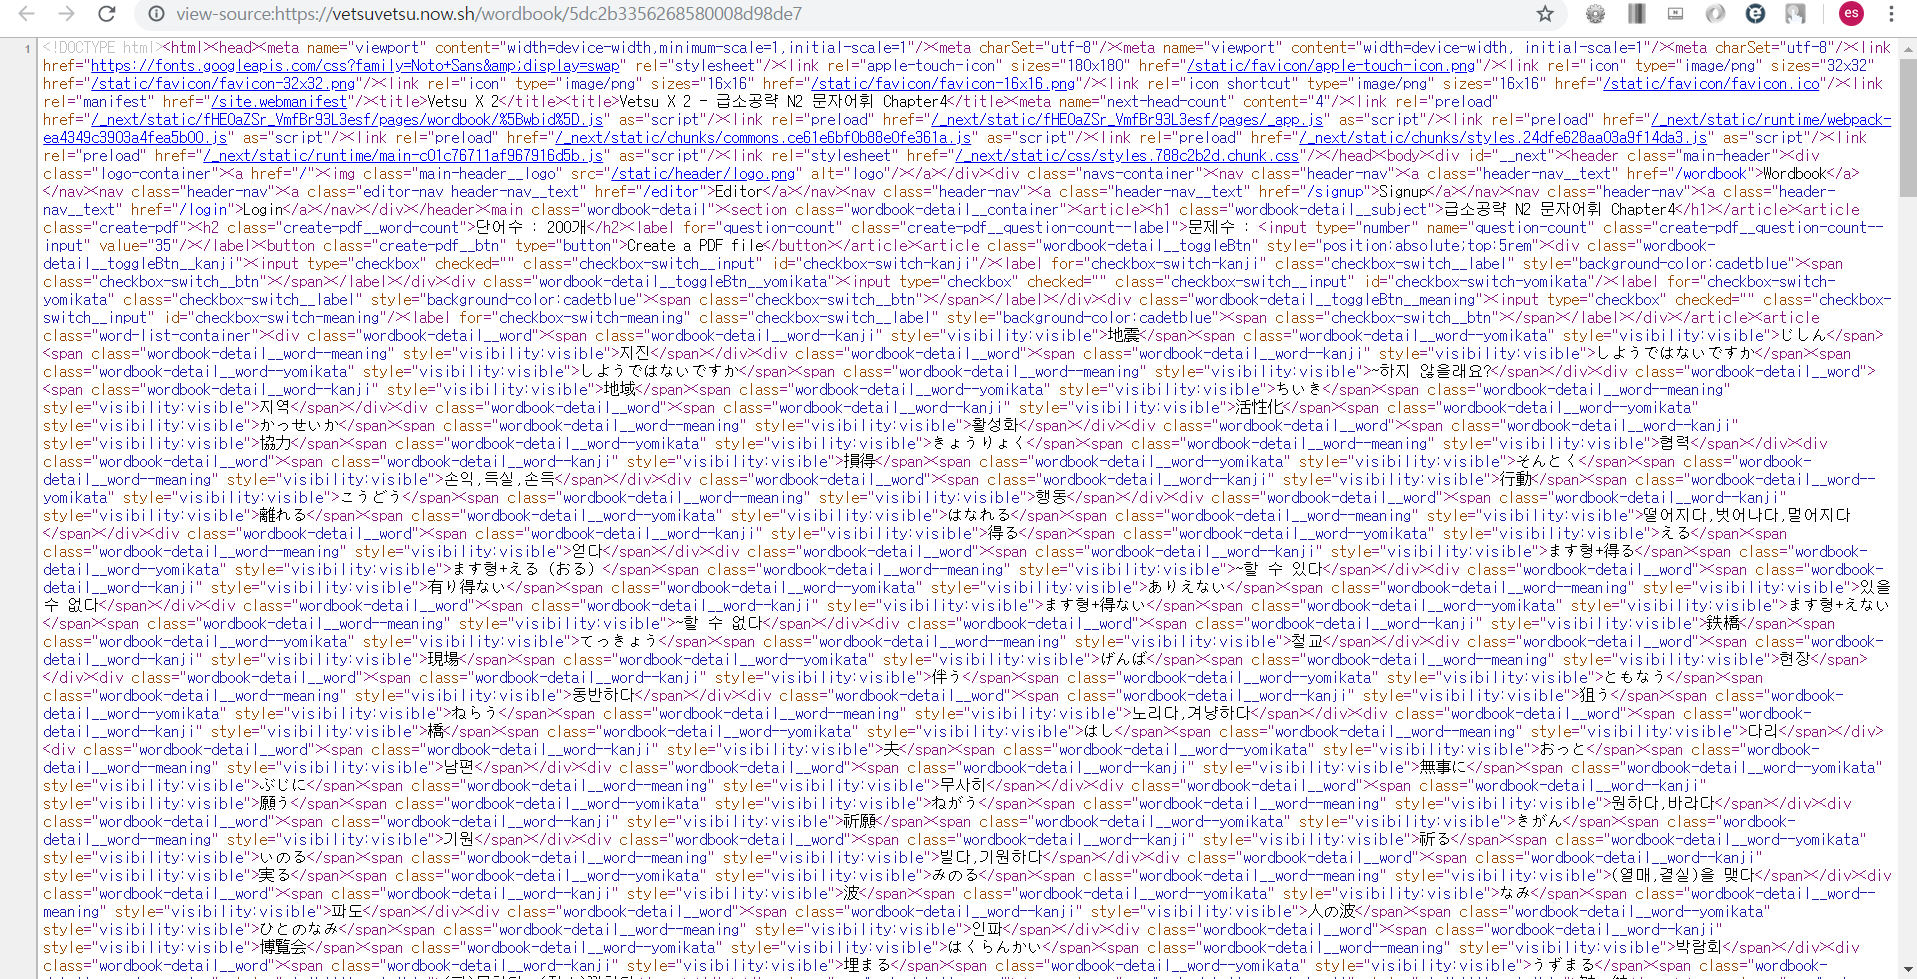 view-source:https://vetsuvetsu.now.sh/wordbook/5dc2b3356268580008d98de7
es
1
<!DOCTYPE html><html><head><meta name="viewport" content="width=device-width,minimum-scale=1,initial-scale=1"/><meta charSet="utf-8"/><meta name="viewport" content="width=device-width, initial-scale=1"/><meta charSet="utf-8"/><link
href="https://fonts.googleapis.com/css?family=Noto+Sans&amp;display=swap" rel="stylesheet"/><link rel="apple-touch-icon" sizes="180x180" href="/static/favicon/apple-touch-icon.png"/><link rel="icon" type="image/png" sizes="32x32"
href="/static/favicon/favicon-32x32.png"/><link rel="icon" type="image/png" sizes="16x16" href="/static/favicon/favicon-16x16.png"/><link rel="icon shortcut" type="image/png" sizes="16x16" href="/static/favicon/favicon.ico"/><link
rel="manifest" href="/site.webmanifest"/><title>Vetsu X 2</title><title>Vetsu X 2 - 급소공략 N2 문자어휘 Chapter4</title><meta name="next-head-count" content="4"/><link rel="preload"
href="/_next/static/fHEOaZSr_VmfBr93L3esf/pages/wordbook/%5Bwbid%5D.js" as="script"/><link rel="preload" href="/_next/static/fHEOaZSr_VmfBr93L3esf/pages/_app.js" as="script"/><link rel="preload" href="/_next/static/runtime/webpack-
ea4349c3903a4fea5b00.js" as="script"/><link rel="preload" href="/_next/static/chunks/commons.ce61e6bf0b88e0fe361a.js" as="script"/><link rel="preload" href="/_next/static/chunks/styles.24dfe628aa03a9f14da3.js" as="script"/><link
rel="preload" href="/_next/static/runtime/main-c01c76711af967916d5b.js" as="script"/><link rel="stylesheet" href="/_next/static/css/styles.788c2b2d.chunk.css"/></head><body><div id="__next"><header class="main-header"><div
class="logo-container"><a href="/"><img class="main-header__logo" src="/static/header/logo.png" alt="logo"/></a></div><div class="navs-container"><nav class="header-nav"><a class="header-nav__text" href="/wordbook">Wordbook</a>
</nav><nav class="header-nav"><a class="editor-nav header-nav__text" href="/editor">Editor</a></nav><nav class="header-nav"><a class="header-nav__text" href="/signup">Signup</a></nav><nav class="header-nav"><a class="header-
nav__text" href="/login">Login</a></nav></div></header><main class="wordbook-detail"><section class="wordbook-detail__container"><article><h1 class="wordbook-detail__subject">급소공략 N2 문자어휘 Chapter4</h1></article><article
class="create-pdf"><h2 class="create-pdf__word-count">단어수 : 200개</h2><label for="create-pdf__question-count" class="create-pdf__question-count--label">문제수 : <input type="number" name="question-count" class="create-pdf__question-count--
input" value="35"/></label><button class="create-pdf__btn" type="button">Create a PDF file</button></article><article class="wordbook-detail__toggleBtn" style="position:absolute;top:5rem"><div class="wordbook-
detail__toggleBtn__kanji"><input type="checkbox" checked="" class="checkbox-switch__input" id="checkbox-switch-kanji"/><label for="checkbox-switch-kanji" class="checkbox-switch__label" style="background-color:cadetblue"><span
class="checkbox-switch__btn"></span></label></div><div class="wordbook-detail__toggleBtn__yomikata"><input type="checkbox" checked="" class="checkbox-switch__input" id="checkbox-switch-yomikata"/><label for="checkbox-switch-
yomikata" class="checkbox-switch__label" style="background-color:cadetblue"><span class="checkbox-switch__btn"></span></label></div><div class="wordbook-detail__toggleBtn__meaning"><input type="checkbox" checked="" class="checkbox-
switch__input" id="checkbox-switch-meaning"/><label for="checkbox-switch-meaning" class="checkbox-switch__label" style="background-color:cadetblue"><span class="checkbox-switch__btn"></span></label></div></article><article
class="word-list-container"><div class="wordbook-detail__word"><span class="wordbook-detail__word--kanji" style="visibility:visible">地震</span><span class="wordbook-detail__word--yomikata" style="visibility:visible">じしん</span>
<span class="wordbook-detail__word--meaning" style="visibility:visible">지진</span></div><div class="wordbook-detail__word"><span class="wordbook-detail__word--kanji" style="visibility:visible">しようではないですか</span><span
class="wordbook-detail__word--yomikata" style="visibility:visible">しようではないですか</span><span class="wordbook-detail__word--meaning" style="visibility:visible">~하지 않을래요?</span></div><div class="wordbook-detail__word">
<span class="wordbook-detail__word--kanji" style="visibility:visible">地域</span><span class="wordbook-detail__word--yomikata" style="visibility:visible">ちいき</span><span class="wordbook-detail__word--meaning"
style="visibility:visible">지역</span></div><div class="wordbook-detail__word"><span class="wordbook-detail__word--kanji" style="visibility:visible">活性化</span><span class="wordbook-detail__word--yomikata"
style="visibility:visible">かっせいか</span><span class="wordbook-detail__word--meaning" style="visibility:visible">활성화</span></div><div class="wordbook-detail__word"><span class="wordbook-detail__word--kanji"
style="visibility:visible">協力</span><span class="wordbook-detail__word--yomikata" style="visibility:visible">きょうりょく</span><span class="wordbook-detail__word--meaning" style="visibility:visible">협력</span></div><div
class="wordbook-detail__word"><span class="wordbook-detail__word--kanji" style="visibility:visible">損得</span><span class="wordbook-detail__word--yomikata" style="visibility:visible">そんとく</span><span class="wordbook-
detail__word--meaning" style="visibility:visible">손익,득실,손득</span></div><div class="wordbook-detail__word"><span class="wordbook-detail__word--kanji" style="visibility:visible">行動</span><span class="wordbook-detail__word--
yomikata" style="visibility:visible">こうどう</span><span class="wordbook-detail__word--meaning" style="visibility:visible">행동</span></div><div class="wordbook-detail__word"><span class="wordbook-detail__word--kanji"
style="visibility:visible">離れる</span><span class="wordbook-detail__word--yomikata" style="visibility:visible">はなれる</span><span class="wordbook-detail__word--meaning" style="visibility:visible">떨어지다,벗어나다,멀어지다
</span></div><div class="wordbook-detail__word"><span class="wordbook-detail__word--kanji" style="visibility:visible">得る</span><span class="wordbook-detail__word--yomikata" style="visibility:visible">える</span><span
class="wordbook-detail__word--meaning" style="visibility:visible">얻다</span></div><div class="wordbook-detail__word"><span class="wordbook-detail__word--kanji" style="visibility:visible">ます形+得る</span><span class="wordbook-
detail__word--yomikata" style="visibility:visible">ます形+える (おる) </span><span class="wordbook-detail__word--meaning" style="visibility:visible">~할 수 있다</span></div><div class="wordbook-detail__word"><span class="wordbook-
detail__word--kanji" style="visibility:visible">有り得ない</span><span class="wordbook-detail__word--yomikata" style="visibility:visible">ありえない</span><span class="wordbook-detail__word--meaning" style="visibility:visible">있을
수 없다</span></div><div class="wordbook-detail__word"><span class="wordbook-detail__word--kanji" style="visibility:visible">ます形+得ない</span><span class="wordbook-detail__word--yomikata" style="visibility:visible">ます形+えない
</span><span class="wordbook-detail__word--meaning" style="visibility:visible">~할 수 없다</span></div><div class="wordbook-detail__word"><span class="wordbook-detail__word--kanji" style="visibility:visible">鉄橋</span><span
class="wordbook-detail__word--yomikata" style="visibility:visible">てっきょう</span><span class="wordbook-detail__word--meaning" style="visibility:visible">철교</span></div><div class="wordbook-detail__word"><span class="wordbook-
detail__word--kanji" style="visibility:visible">現場</span><span class="wordbook-detail__word--yomikata" style="visibility:visible">げんば</span><span class="wordbook-detail__word--meaning" style="visibility:visible">현장</span>
</div><div class="wordbook-detail__word"><span class="wordbook-detail__word--kanji" style="visibility:visible">伴う</span><span class="wordbook-detail__word--yomikata" style="visibility:visible">ともなう</span><span
class="wordbook-detail__word--meaning" style="visibility:visible">동반하다</span></div><div class="wordbook-detail__word"><span class="wordbook-detail__word--kanji" style="visibility:visible">狙う</span><span class="wordbook-
detail__word--yomikata" style="visibility:visible">ねらう</span><span class="wordbook-detail__word--meaning" style="visibility:visible">노리다,겨냥하다</span></div><div class="wordbook-detail__word"><span class="wordbook-
detail__word--kanji" style="visibility:visible">橋</span><span class="wordbook-detail__word--yomikata" style="visibility:visible">はし</span><span class="wordbook-detail__word--meaning" style="visibility:visible">다리</span></div>
<div class="wordbook-detail__word"><span class="wordbook-detail__word--kanji" style="visibility:visible">夫</span><span class="wordbook-detail__word--yomikata" style="visibility:visible">おっと</span><span class="wordbook-
detail__word--meaning" style="visibility:visible">남편</span></div><div class="wordbook-detail__word"><span class="wordbook-detail__word--kanji" style="visibility:visible">無事に</span><span class="wordbook-detail__word--yomikata"
style="visibility:visible">ぶじに</span><span class="wordbook-detail__word--meaning" style="visibility:visible">무사히</span></div><div class="wordbook-detail__word"><span class="wordbook-detail__word--kanji"
style="visibility:visible">願う</span><span class="wordbook-detail__word--yomikata" style="visibility:visible">ねがう</span><span class="wordbook-detail__word--meaning" style="visibility:visible">원하다,바라다</span></div><div
class="wordbook-detail__word"><span class="wordbook-detail__word--kanji" style="visibility:visible">祈願</span><span class="wordbook-detail__word--yomikata" style="visibility:visible">きがん</span><span class="wordbook-
detail__word--meaning" style="visibility:visible">기원</span></div><div class="wordbook-detail__word"><span class="wordbook-detail__word--kanji" style="visibility:visible">祈る</span><span class="wordbook-detail__word--yomikata"
style="visibility:visible">いのる</span><span class="wordbook-detail__word--meaning" style="visibility:visible">빌다,기원하다</span></div><div class="wordbook-detail__word"><span class="wordbook-detail__word--kanji"
style="visibility:visible">実る</span><span class="wordbook-detail__word--yomikata" style="visibility:visible">みのる</span><span class="wordbook-detail__word--meaning" style="visibility:visible">(열매,결실)을 맺다</span></div><div
class="wordbook-detail__word"><span class="wordbook-detail__word--kanji" style="visibility:visible">波</span><span class="wordbook-detail__word--yomikata" style="visibility:visible">なみ</span><span class="wordbook-detail__word--
meaning" style="visibility:visible">파도</span></div><div class="wordbook-detail__word"><span class="wordbook-detail__word--kanji" style="visibility:visible">人の波</span><span class="wordbook-detail__word--yomikata"
style="visibility:visible">ひとのなみ</span><span class="wordbook-detail__word--meaning" style="visibility:visible">인파</span></div><div class="wordbook-detail__word"><span class="wordbook-detail__word--kanji"
style="visibility:visible">博覧会</span><span class="wordbook-detail__word--yomikata" style="visibility:visible">はくらんかい</span><span class="wordbook-detail__word--meaning" style="visibility:visible">박람회</span></div><div
class="wordbook-detail__word"><span class="wordbook-detail__word--kanji" style="visibility:visible">埋まる</span><span class="wordbook-detail__word--yomikata" style="visibility:visible">うずまる</span><span class="wordbook-